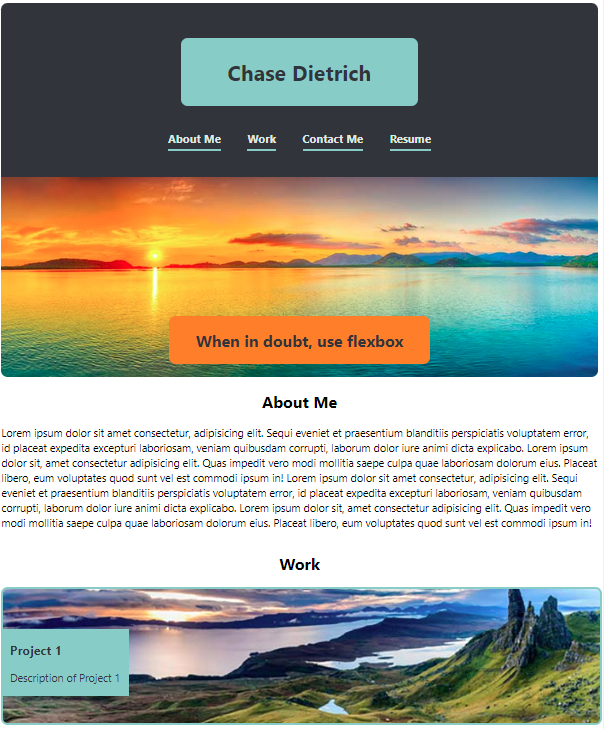 Chase Dietrich
About Me Work Contact Me Resume
When in doubt, use flexbox
About Me
Lorem ipsum dolor sit amet consectetur, adipisicing elit. Sequi eveniet et praesentium blanditiis perspiciatis voluptatem error,
id placeat expedita excepturi laboriosam, veniam quibusdam corrupti, laborum dolor iure animi dicta explicabo. Lorem ipsum
dolor sit, amet consectetur adipisicing elit. Quas impedit vero modi mollitia saepe culpa quae laboriosam dolorum eius. Placeat
libero, eum voluptates quod sunt vel est commodi ipsum in! Lorem ipsum dolor sit amet consectetur, adipisicing elit. Sequi
eveniet et praesentium blanditiis perspiciatis voluptatem error, id placeat expedita excepturi laboriosam, veniam quibusdam
corrupti, laborum dolor iure animi dicta explicabo. Lorem ipsum dolor sit, amet consectetur adipisicing elit. Quas impedit vero
modi mollitia saepe culpa quae laboriosam dolorum eius. Placeat libero, eum voluptates quod sunt vel est commodi ipsum in!
Work
Project 1
Description of Project 1